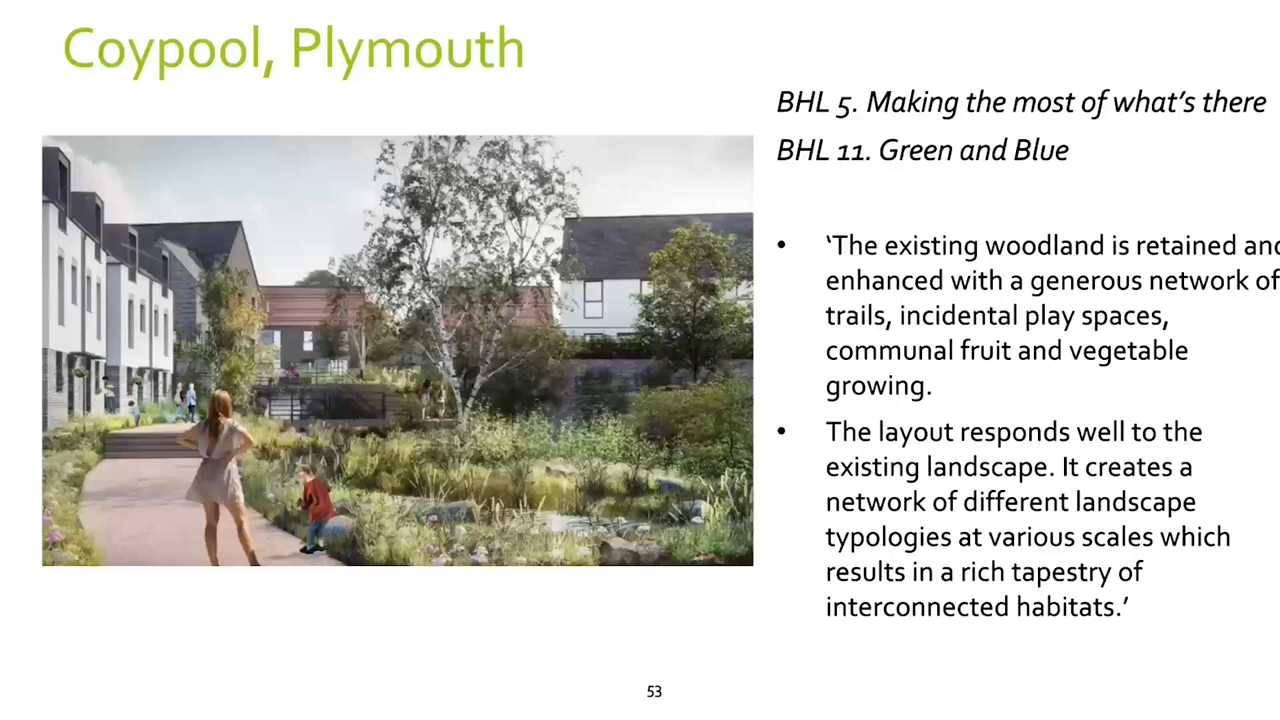 Coypool, Plymouth
BHL 5. Making the most of what’s there
BHL 11. Green and Blue
• ‘The existing woodland is retained and
enhanced with a generous network of
trails, incidental play spaces,
communal fruit and vegetable
growing.
• The layout responds well to the
existing landscape. It creates a
network of different landscape
typologies at various scales which
results in a rich tapestry of
interconnected habitats.’
53